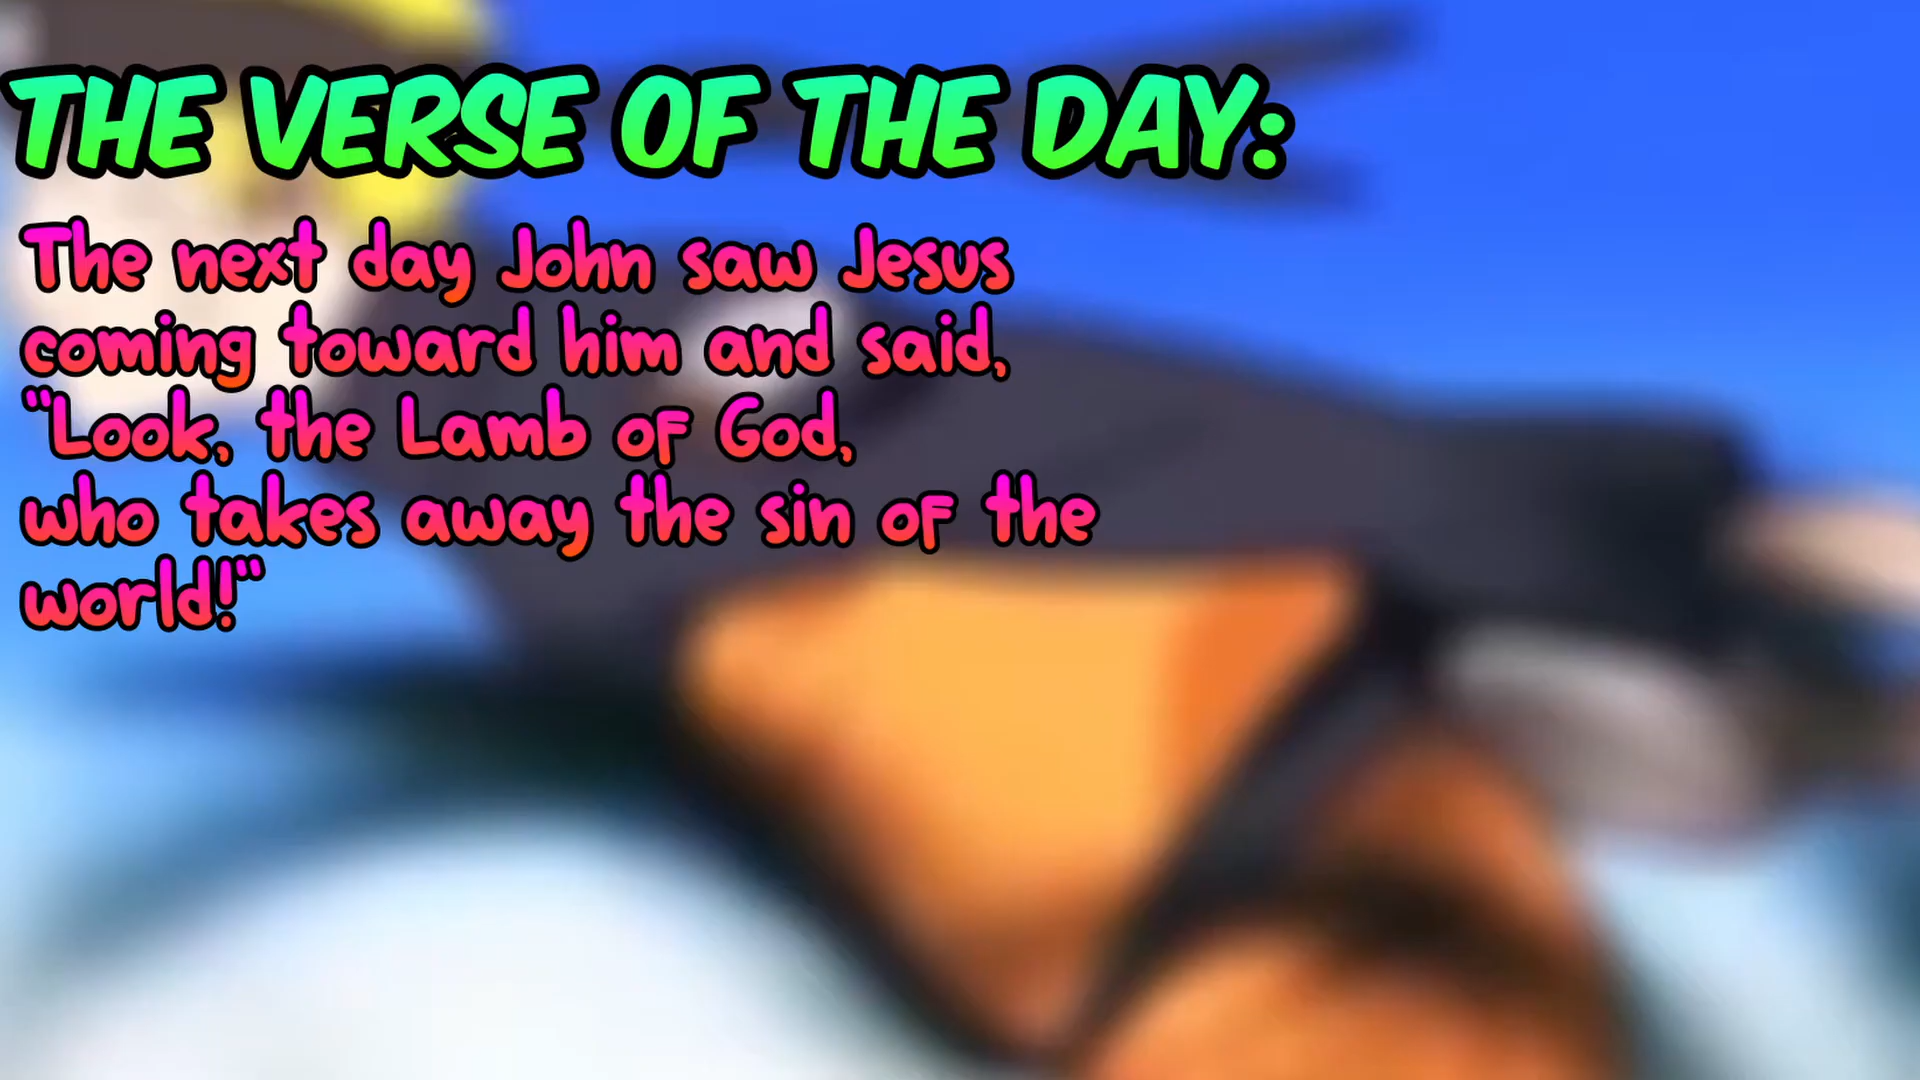 THE VERSE OF THE DAY:
The next day John saw Jesus
coming toward him and said,
"Look, the Lamb of God,
who takes away the sin of the
world!"